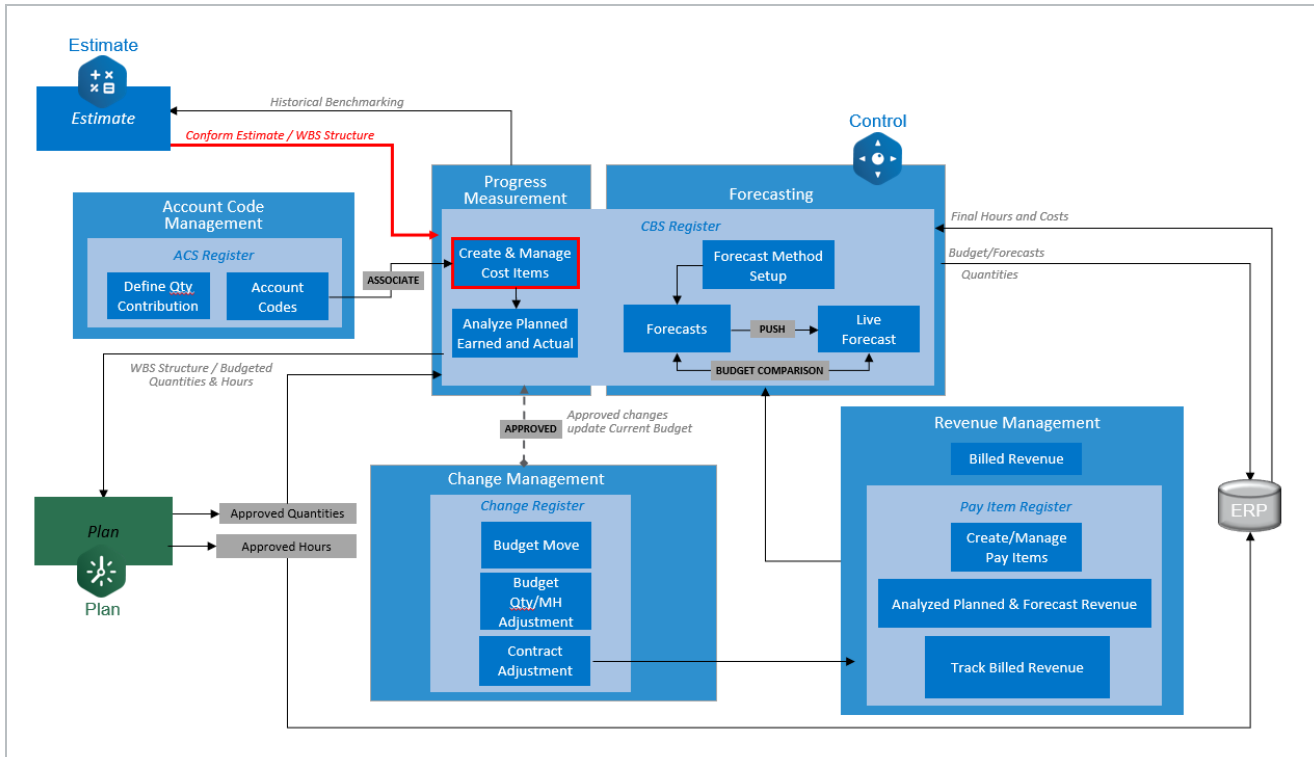 Estimate
Estimate
Historical Benchmarking
Conform Estimate / WBS Structure
Control
Account Code
Management
ACS Register
Define Qty
Contribution
Account
Codes
ASSOCIATE
Progress
Measurement
Forecasting
CBS Register
Create & Manage
Cost Items
Analyze Planned
Earned and Actual
Forecast Method
Setup
Forecasts
PUSH
Live
Forecast
BUDGET COMPARISON
Final Hours and Costs
Budget/Forecasts
Quantities
WBS Structure / Budgeted
Quantities & Hours
APPROVED
Approved changes
update Current Budget
Plan
Plan
Approved Quantities
Approved Hours
Change Management
Change Register
Budget Move
Budget
Qty/MH
Adjustment
Contract
Adjustment
Revenue Management
Billed Revenue
Pay Item Register
Create/Manage
Pay Items
Analyzed Planned & Forecast Revenue
Track Billed Revenue
ERP